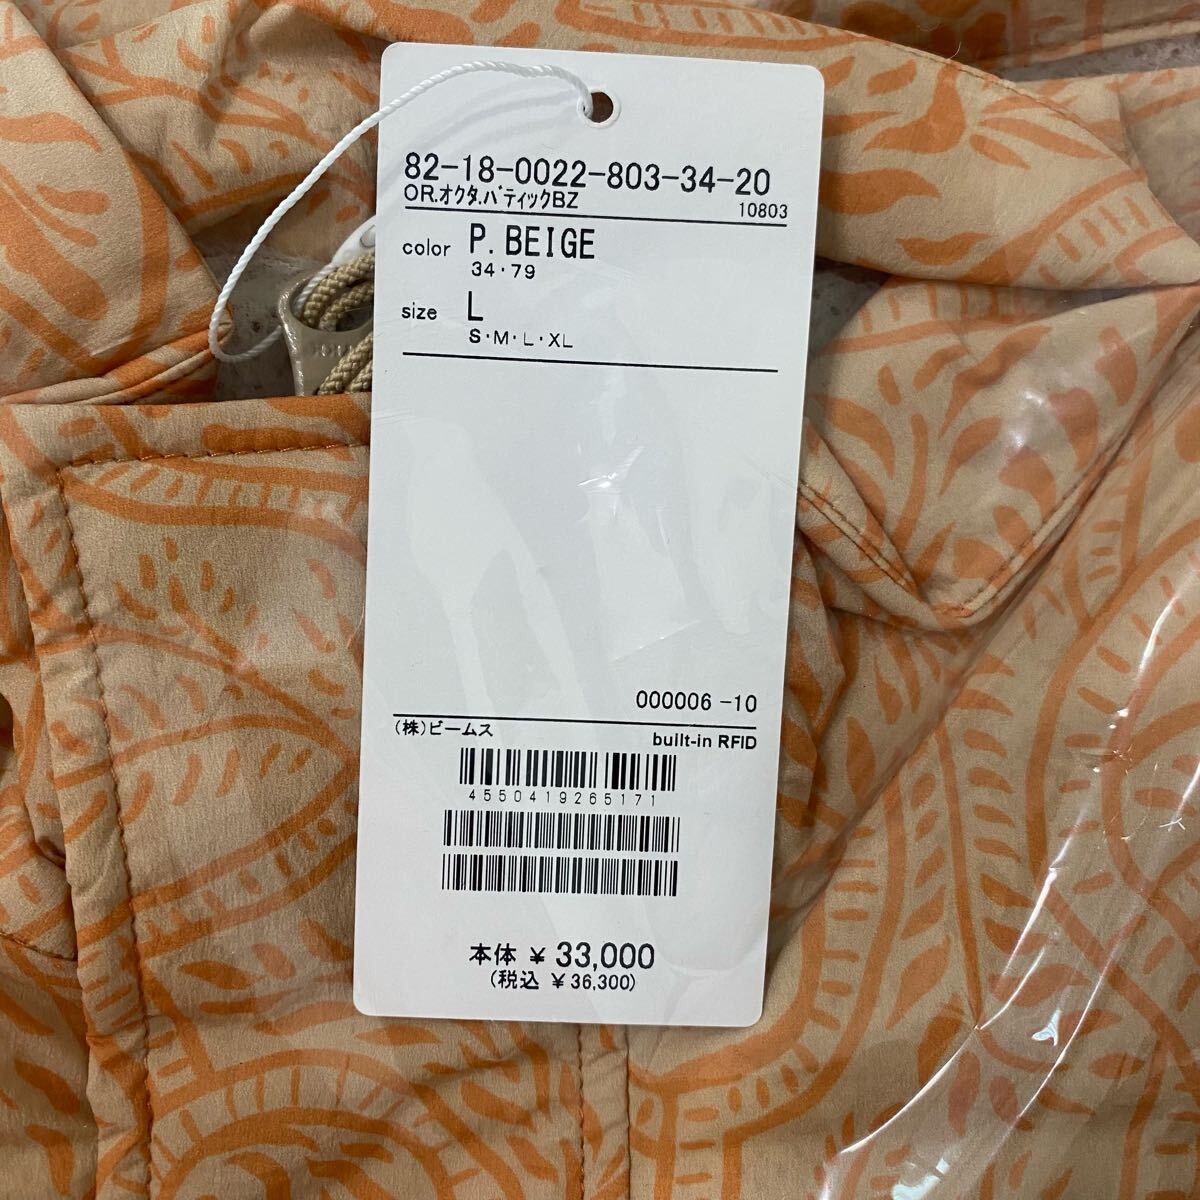 82-18-0022-803-34-20
OR.オクタ.バティックBZ
10803
color P. BEIGE
34・79
size L
S・M・L・XL
000006 -10
(株)ビームス
built-in RFID
4550419265171
本体 ¥ 33,000
(税込 ¥ 36,300)